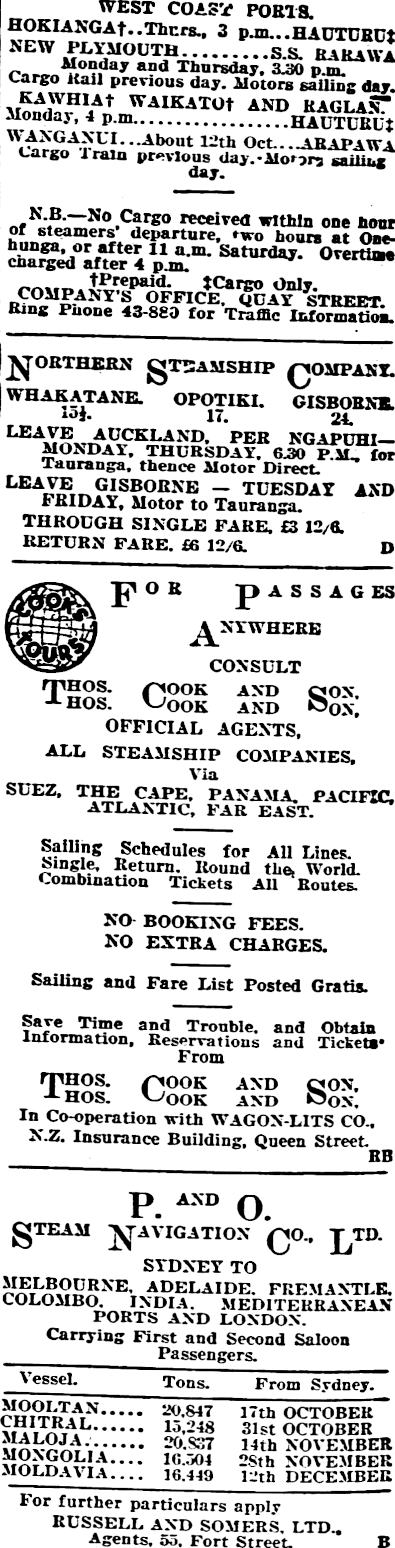 WEST COAST PORTS.
HOKIANGA†..Thurs., 3 p.m...HAUTURU‡
NEW PLYMOUTH.........S.S. RARAWA
Monday and Thursday, 3.30 p.m.
Cargo Rail previous day. Motors sailing day.
KAWHIA† WAIKATO† AND RAGLAN.
Monday, 4 p.m.................HAUTURU‡
WANGANUI...About 12th Oct....ARAPAWA
Cargo Train previous day.-Motors sailing
day.
N.B.—No Cargo received within one hour
of steamers' departure, two hours at One-
hunga, or after 11 a.m. Saturday. Overtime
charged after 4 p.m.
†Prepaid. ‡Cargo Only.
COMPANY'S OFFICE, QUAY STREET.
Ring Phone 43-880 for Traffic Information.
NORTHERN STEAMSHIP COMPANY.
WHAKATANE. OPOTIKI. GISBORNE.
15½. 17. 24.
LEAVE AUCKLAND, PER NGAPUHI—
MONDAY, THURSDAY, 6.30 P.M., for
Tauranga, thence Motor Direct.
LEAVE GISBORNE — TUESDAY AND
FRIDAY, Motor to Tauranga.
THROUGH SINGLE FARE, £3 12/6.
RETURN FARE, £6 12/6. D
COOK'S TOURS
FOR PASSAGES
ANYWHERE
CONSULT
THOS. COOK AND SON,
THOS. COOK AND SON,
OFFICIAL AGENTS,
ALL STEAMSHIP COMPANIES,
Via
SUEZ, THE CAPE, PANAMA, PACIFIC,
ATLANTIC, FAR EAST.
Sailing Schedules for All Lines.
Single, Return, Round the World.
Combination Tickets All Routes.
NO BOOKING FEES.
NO EXTRA CHARGES.
Sailing and Fare List Posted Gratis.
Save Time and Trouble, and Obtain
Information, Reservations and Tickets
From
THOS. COOK AND SON,
THOS. COOK AND SON,
In Co-operation with WAGON-LITS CO.,
N.Z. Insurance Building, Queen Street.
RB
P. AND O.
STEAM NAVIGATION CO., LTD.
SYDNEY TO
MELBOURNE, ADELAIDE, FREMANTLE,
COLOMBO, INDIA, MEDITERRANEAN
PORTS AND LONDON.
Carrying First and Second Saloon
Passengers.
Vessel. Tons. From Sydney.
MOOLTAN..... 20,847 17th OCTOBER
CHITRAL...... 15,248 31st OCTOBER
MALOJA....... 20,837 14th NOVEMBER
MONGOLIA.... 16,504 28th NOVEMBER
MOLDAVIA.... 16,449 12th DECEMBER
For further particulars apply
RUSSELL AND SOMERS, LTD.,
Agents, 55, Fort Street. B